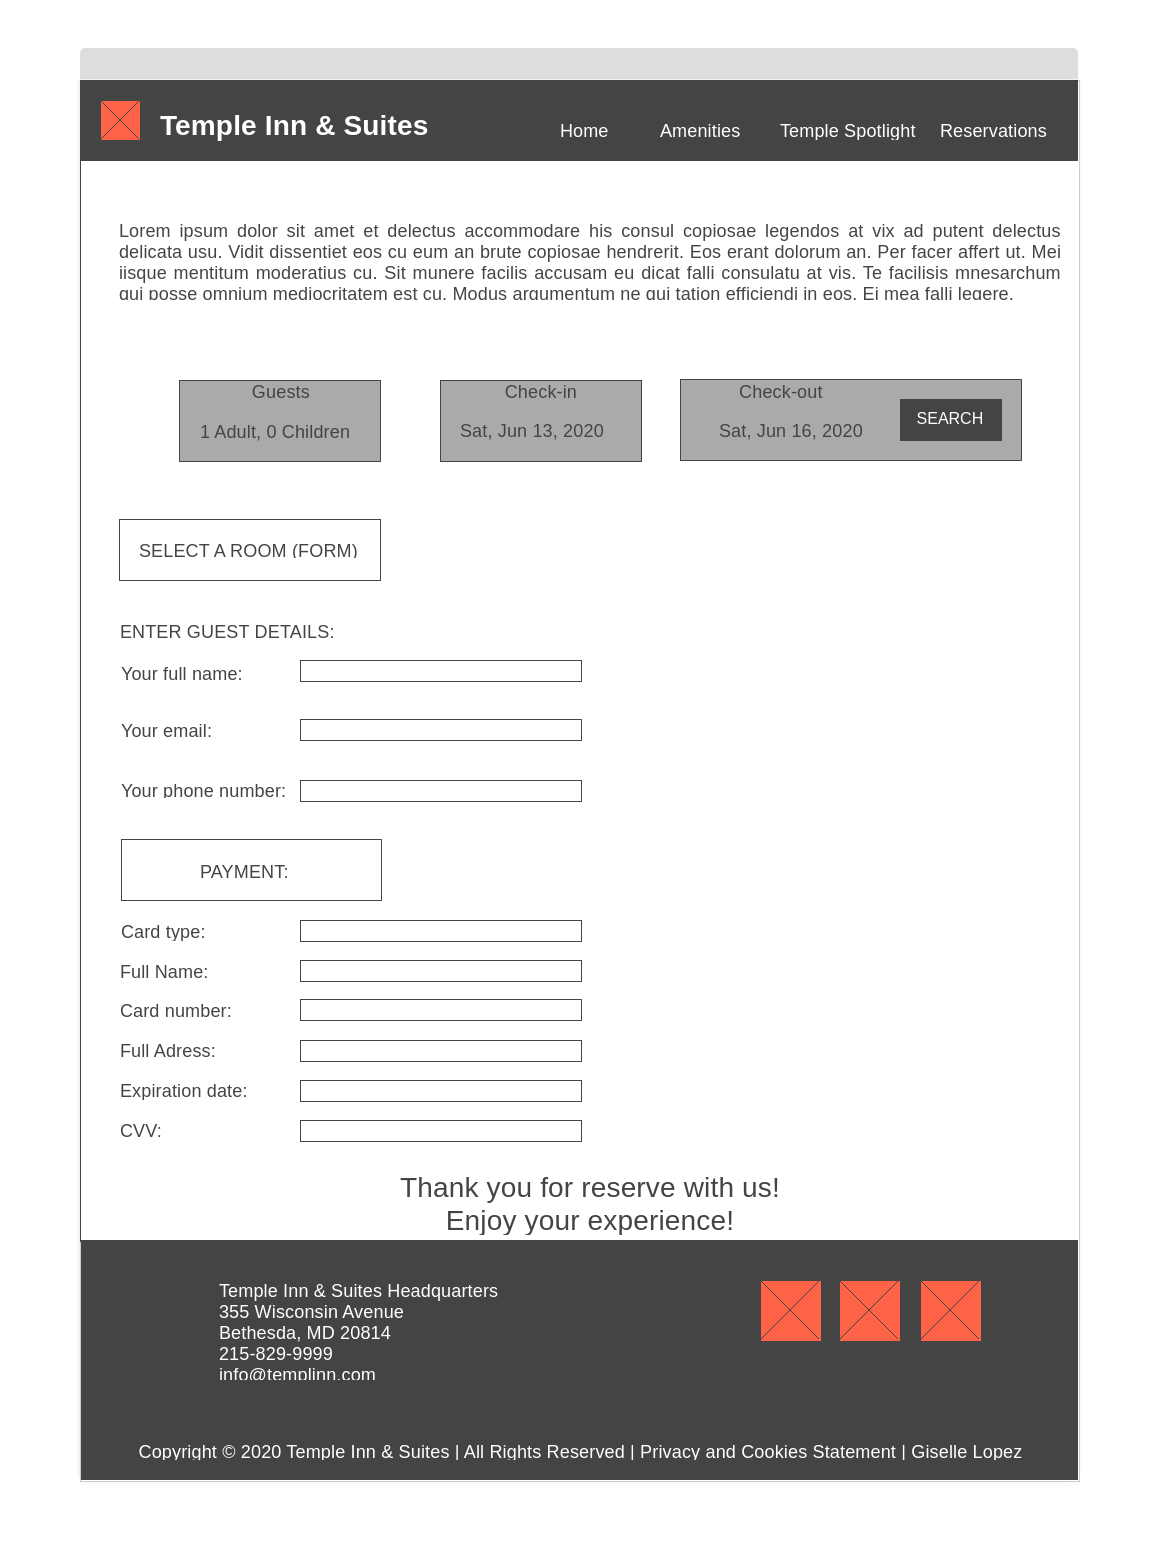 Temple Inn & Suites
Home Amenities Temple Spotlight Reservations
Lorem ipsum dolor sit amet et delectus accommodare his consul copiosae legendos at vix ad putent delectus
delicata usu. Vidit dissentiet eos cu eum an brute copiosae hendrerit. Eos erant dolorum an. Per facer affert ut. Mei
iisque mentitum moderatius cu. Sit munere facilis accusam eu dicat falli consulatu at vis. Te facilisis mnesarchum
qui posse omnium mediocritatem est cu. Modus argumentum ne qui tation efficiendi in eos. Ei mea falli legere.
Guests
1 Adult, 0 Children
Check-in
Sat, Jun 13, 2020
Check-out
Sat, Jun 16, 2020
SEARCH
SELECT A ROOM (FORM)
ENTER GUEST DETAILS:
Your full name:
Your email:
Your phone number:
PAYMENT:
Card type:
Full Name:
Card number:
Full Adress:
Expiration date:
CVV:
Thank you for reserve with us!
Enjoy your experience!
Temple Inn & Suites Headquarters
355 Wisconsin Avenue
Bethesda, MD 20814
215-829-9999
info@templinn.com
Copyright © 2020 Temple Inn & Suites | All Rights Reserved | Privacy and Cookies Statement | Giselle Lopez